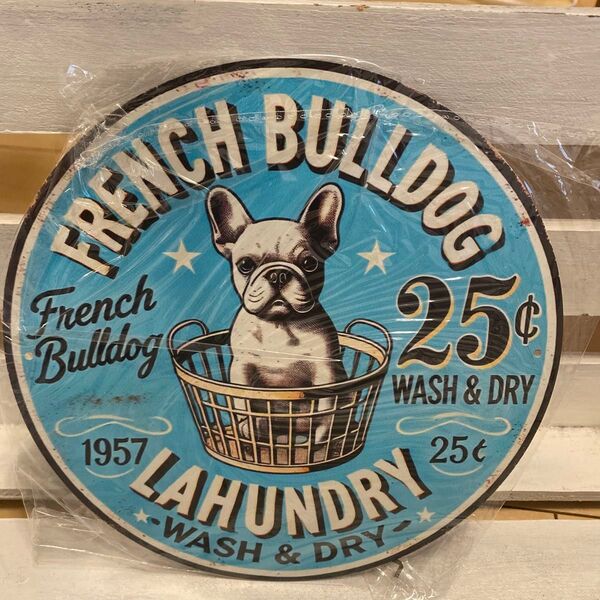 FRENCH BULLDOG
French
Bulldog
25¢
WASH & DRY
1957
25¢
LAHUNDRY
WASH & DRY